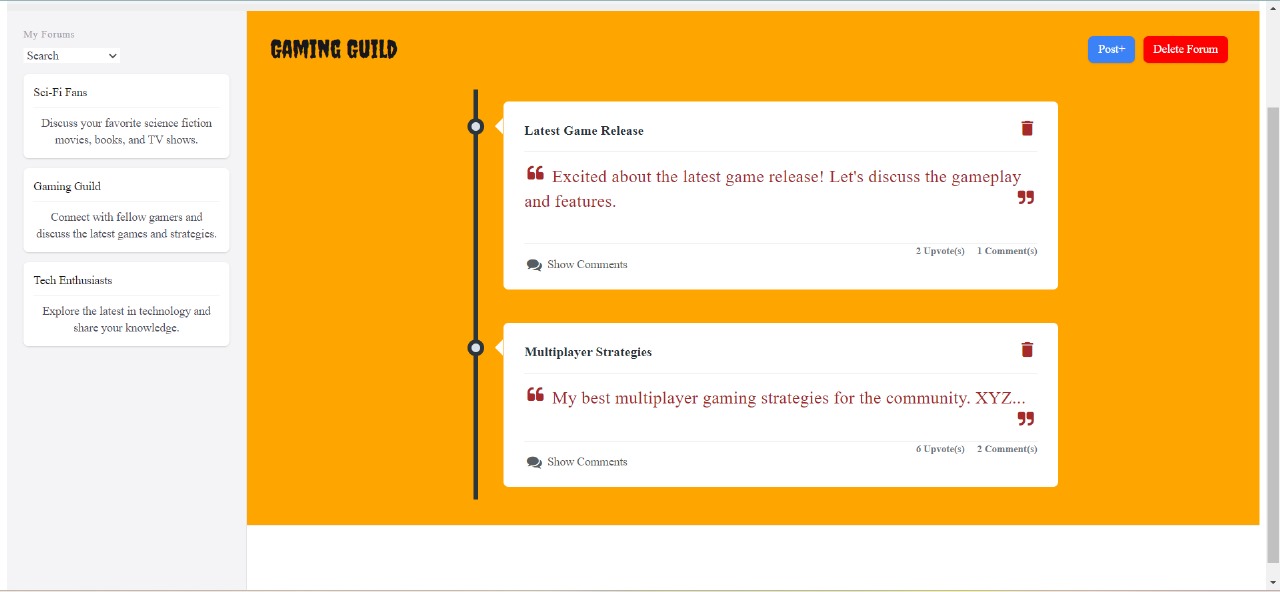 My Forums
Search
Sci-Fi Fans
Discuss your favorite science fiction
movies, books, and TV shows.
Gaming Guild
Connect with fellow gamers and
discuss the latest games and strategies.
Tech Enthusiasts
Explore the latest in technology and
share your knowledge.
GAMING GUILD
Post+
Delete Forum
Latest Game Release
❝ Excited about the latest game release! Let's discuss the gameplay
and features. ❞
2 Upvote(s) 1 Comment(s)
Show Comments
Multiplayer Strategies
❝ My best multiplayer gaming strategies for the community. XYZ...
❞
6 Upvote(s) 2 Comment(s)
Show Comments